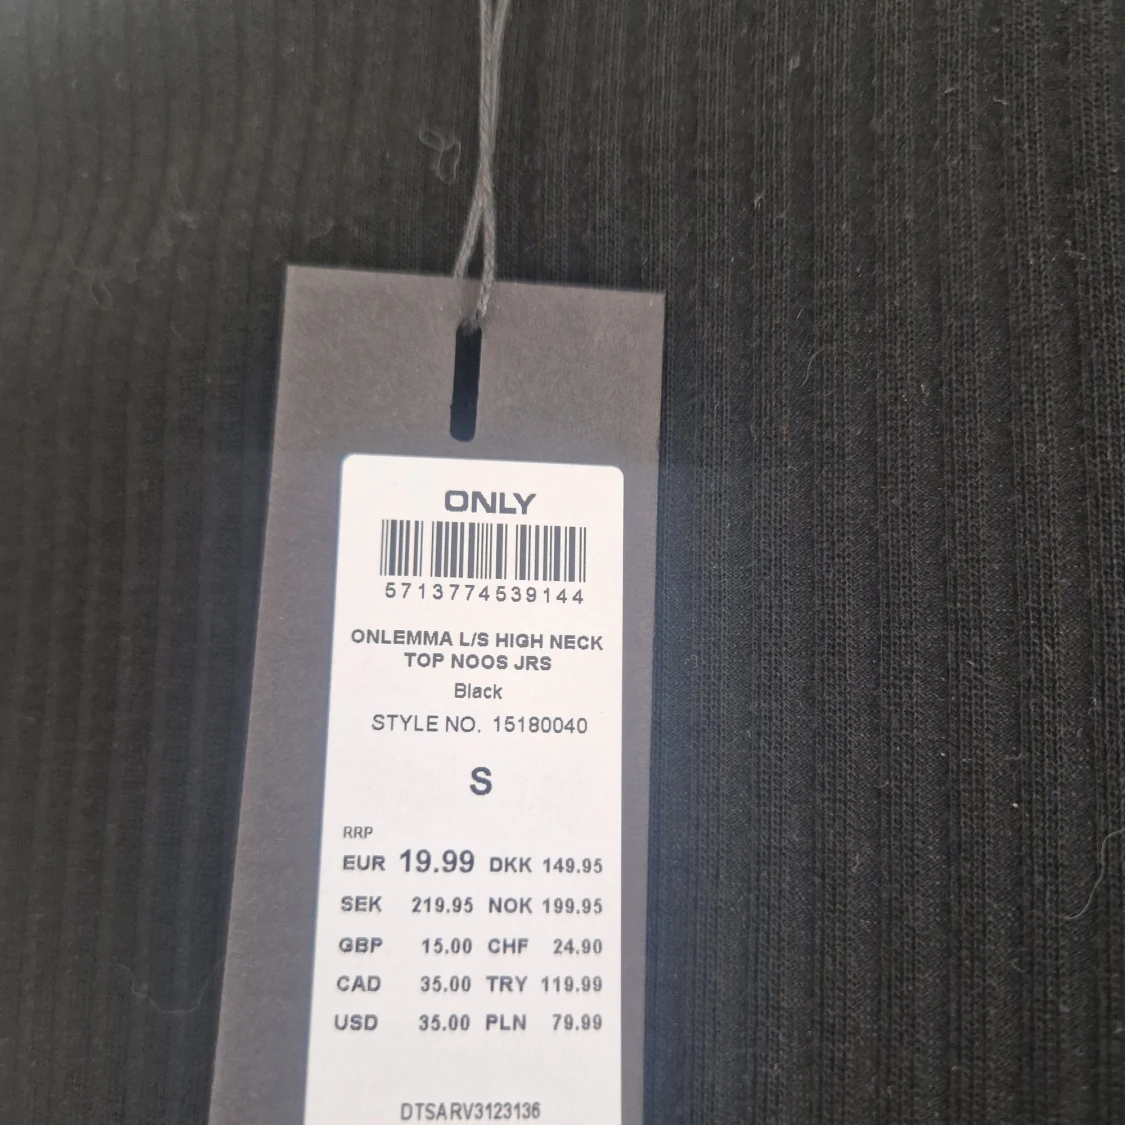 ONLY
5713774539144
ONLEMMA L/S HIGH NECK
TOP NOOS JRS
Black
STYLE NO. 15180040
S
RRP
EUR 19.99 DKK 149.95
SEK 219.95 NOK 199.95
GBP 15.00 CHF 24.90
CAD 35.00 TRY 119.99
USD 35.00 PLN 79.99
DTSARV3123136